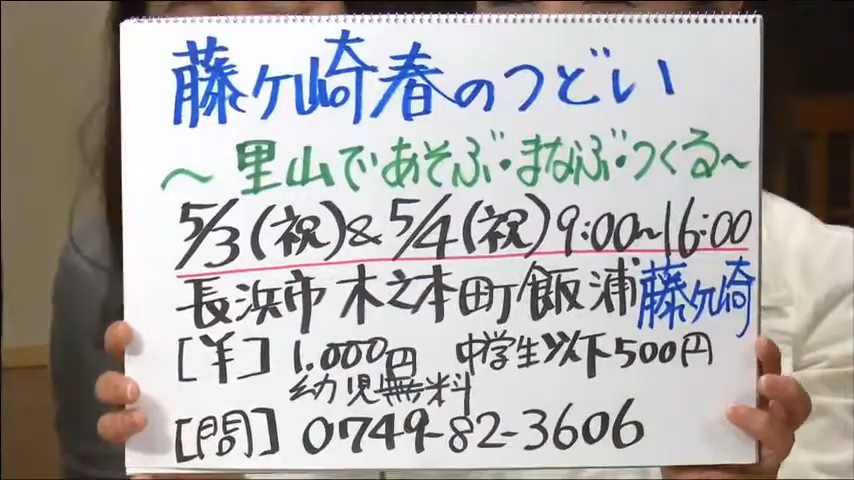 藤ヶ崎春のつどい
～里山であそぶ・まなぶ・つくる～
5/3(祝)&5/4(祝)9:00～16:00
長浜市木之本町飯浦藤ヶ崎
[¥] 1.000円 中学生以下500円
幼児無料
[問] 0749-82-3606